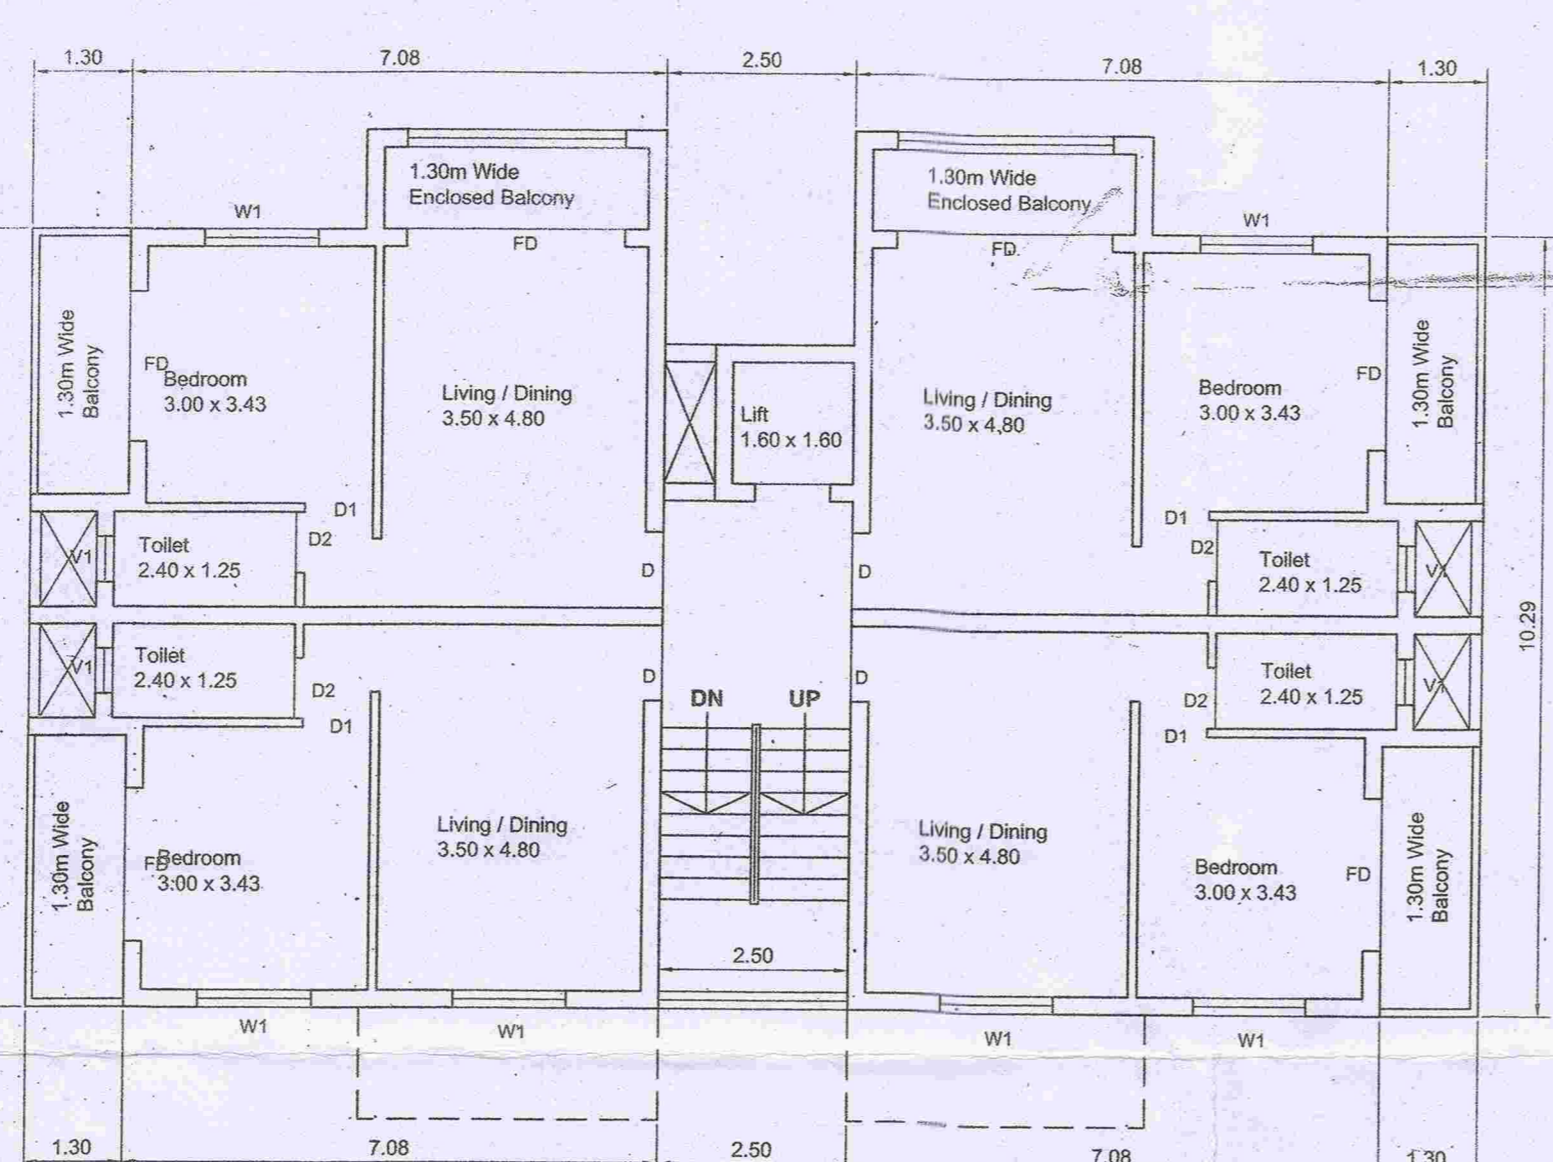 1.30
7.08
2.50
7.08
1.30
1.30m Wide
Enclosed Balcony
1.30m Wide
Enclosed Balcony
W1
W1
FD
FD.
1.30m Wide
Balcony
FD
Bedroom
3.00 x 3.43
Living / Dining
3.50 x 4.80
Lift
1.60 x 1.60
Living / Dining
3.50 x 4,80
Bedroom
3.00 x 3.43
FD
1.30m Wide
Balcony
D1
D1
D2
D2
V1
Toilet
2.40 x 1.25
D
D
Toilet
2.40 x 1.25
V1
10.29
V1
Toilet
2.40 x 1.25
D2
D1
D
D
DN
UP
D2
D1
Toilet
2.40 x 1.25
V1
1.30m Wide
Balcony
FD
Bedroom
3.00 x 3.43
Living / Dining
3.50 x 4.80
Living / Dining
3.50 x 4.80
Bedroom
3.00 x 3.43
FD
1.30m Wide
Balcony
2.50
W1
W1
W1
W1
1.30
7.08
2.50
7.08
1.30